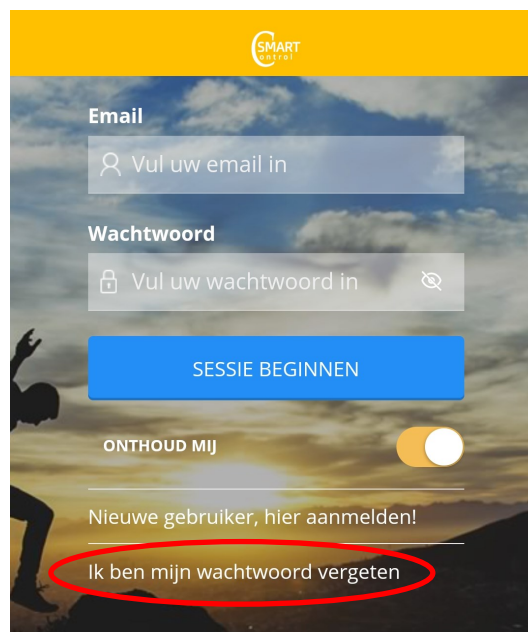 SMART
Control
Email
Vul uw email in
Wachtwoord
Vul uw wachtwoord in
SESSIE BEGINNEN
ONTHOUD MIJ
Nieuwe gebruiker, hier aanmelden!
Ik ben mijn wachtwoord vergeten